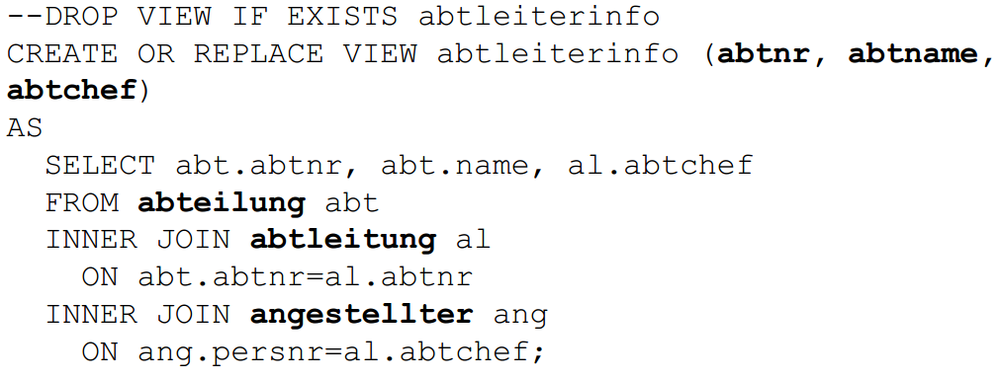 --DROP VIEW IF EXISTS abtleiterinfo
CREATE OR REPLACE VIEW abtleiterinfo (abtnr, abtname,
abtchef)
AS
  SELECT abt.abtnr, abt.name, al.abtchef
  FROM abteilung abt
  INNER JOIN abtleitung al
    ON abt.abtnr=al.abtnr
  INNER JOIN angestellter ang
    ON ang.persnr=al.abtchef;